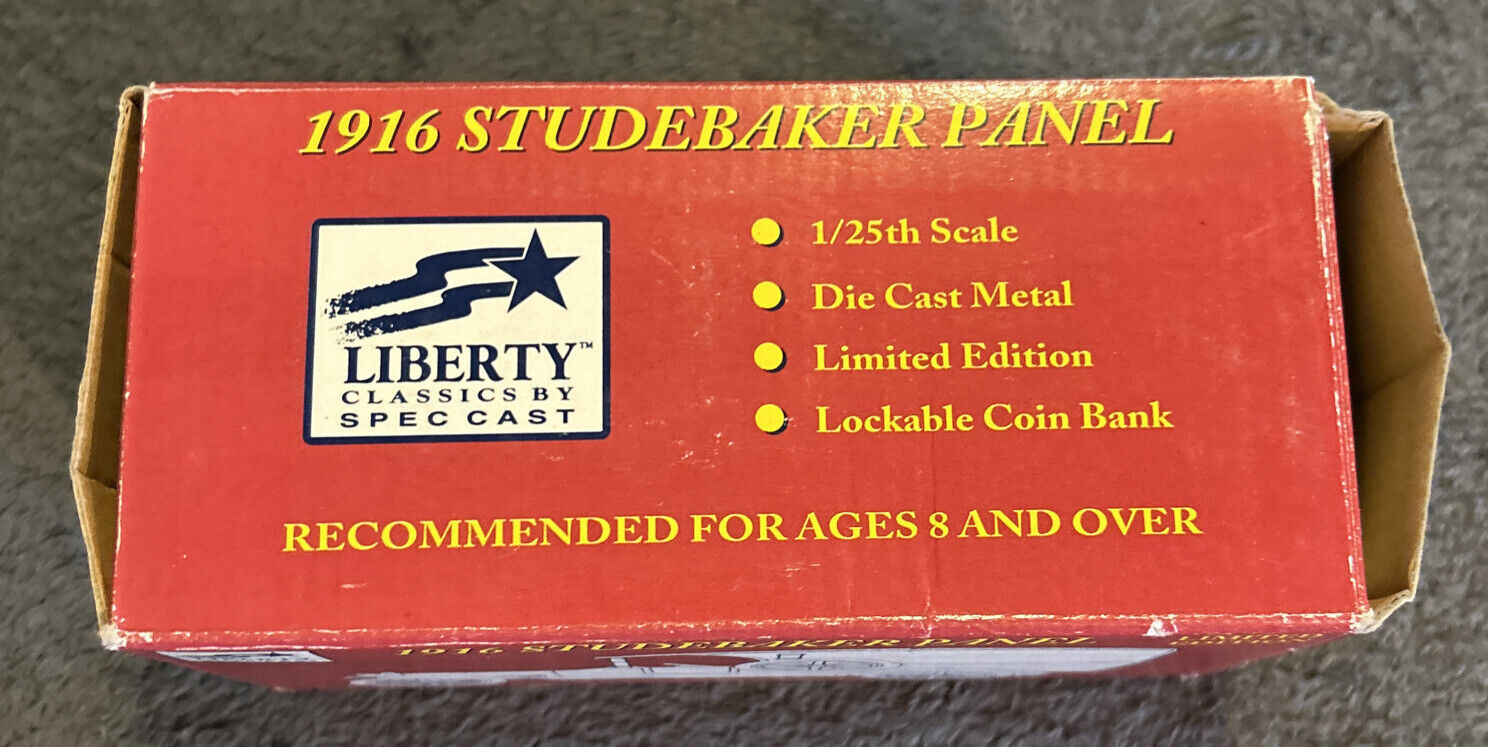 1916 STUDEBAKER PANEL
LIBERTY™
CLASSICS BY
SPEC CAST
1/25th Scale
Die Cast Metal
Limited Edition
Lockable Coin Bank
RECOMMENDED FOR AGES 8 AND OVER
1916 STUDEBAKER PANEL
LIMITED